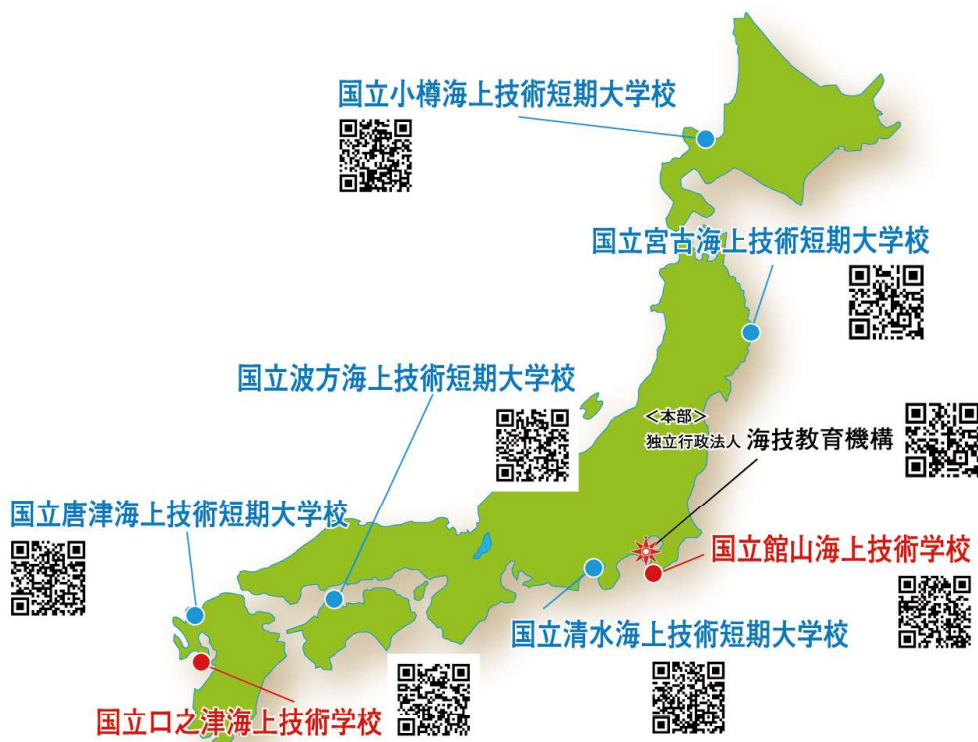 国立小樽海上技術短期大学校
国立宮古海上技術短期大学校
国立波方海上技術短期大学校
＜本部＞
独立行政法人 海技教育機構
国立唐津海上技術短期大学校
国立館山海上技術学校
国立清水海上技術短期大学校
国立口之津海上技術学校